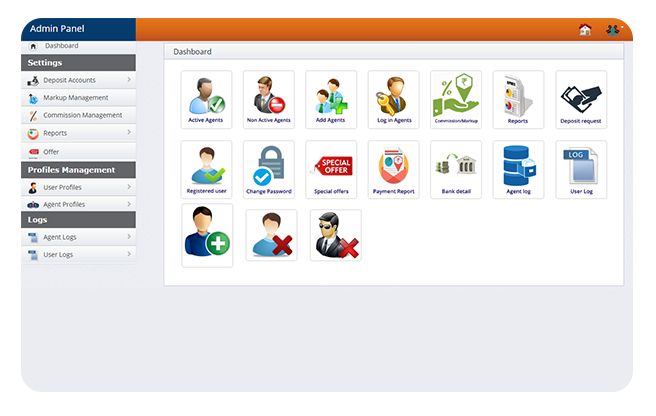 Admin Panel
Dashboard
Settings
Deposit Accounts
Markup Management
Commission Management
Reports
Offer
Profiles Management
User Profiles
Agent Profiles
Logs
Agent Logs
User Logs
Dashboard
Active Agents
Non Active Agents
Add Agents
Log in Agents
Commission/Markup
Reports
Deposit request
Registered user
Change Password
SPECIAL
OFFER
Special offers
Payment Report
Bank detail
Agent log
LOG
User Log